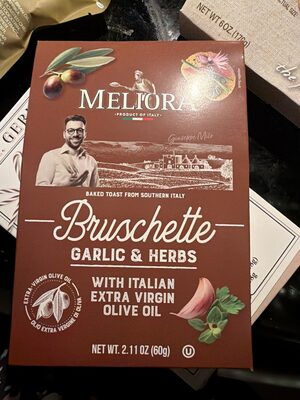 NET WT 6 OZ (170g)
MELIORA
PRODUCT OF ITALY
Giuseppe Milo
BAKED TOAST FROM SOUTHERN ITALY
Bruschette
GARLIC & HERBS
WITH ITALIAN
EXTRA VIRGIN
OLIVE OIL
EXTRA-VIRGIN OLIVE OIL
OLIO EXTRA VERGINE DI OLIVA
NET WT. 2.11 OZ (60g)
U